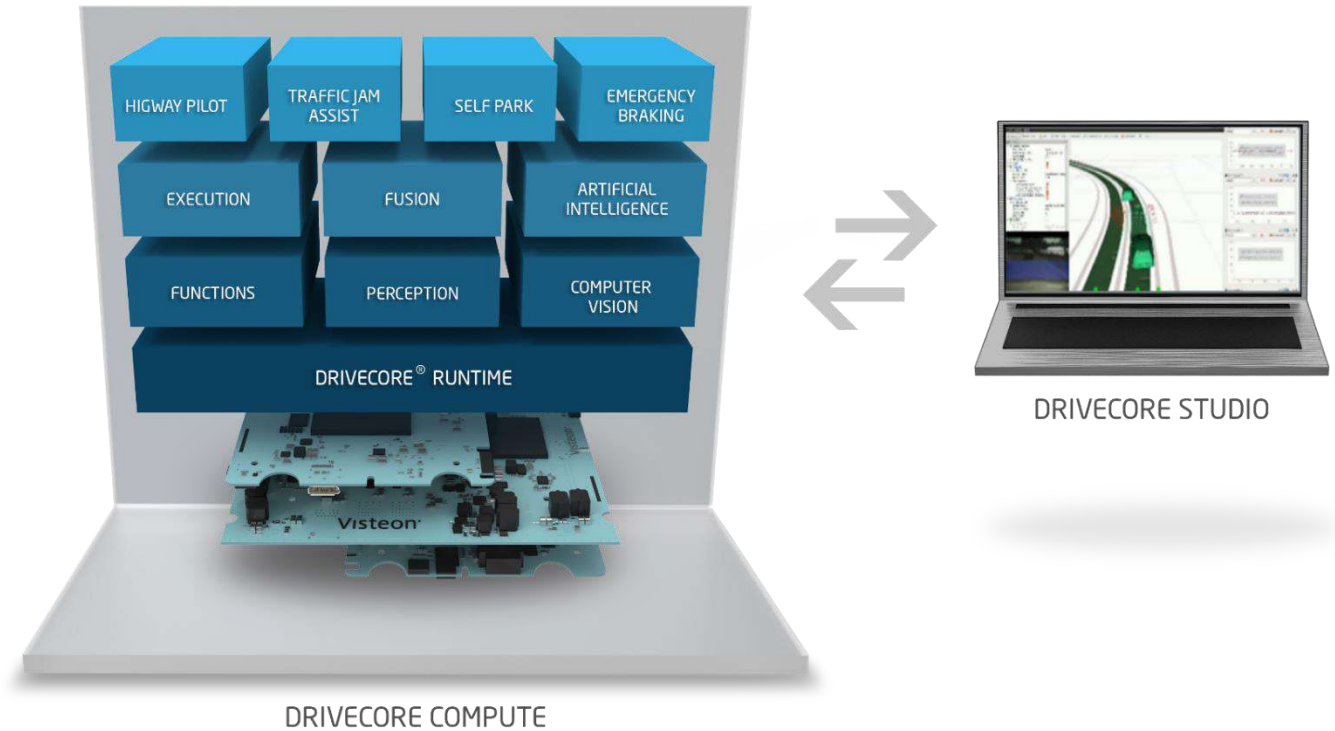 HIGWAY PILOT
TRAFFIC JAM
ASSIST
SELF PARK
EMERGENCY
BRAKING
EXECUTION
FUSION
ARTIFICIAL
INTELLIGENCE
FUNCTIONS
PERCEPTION
COMPUTER
VISION
DRIVECORE® RUNTIME
Visteon
Visteon
DRIVECORE STUDIO
DRIVECORE COMPUTE